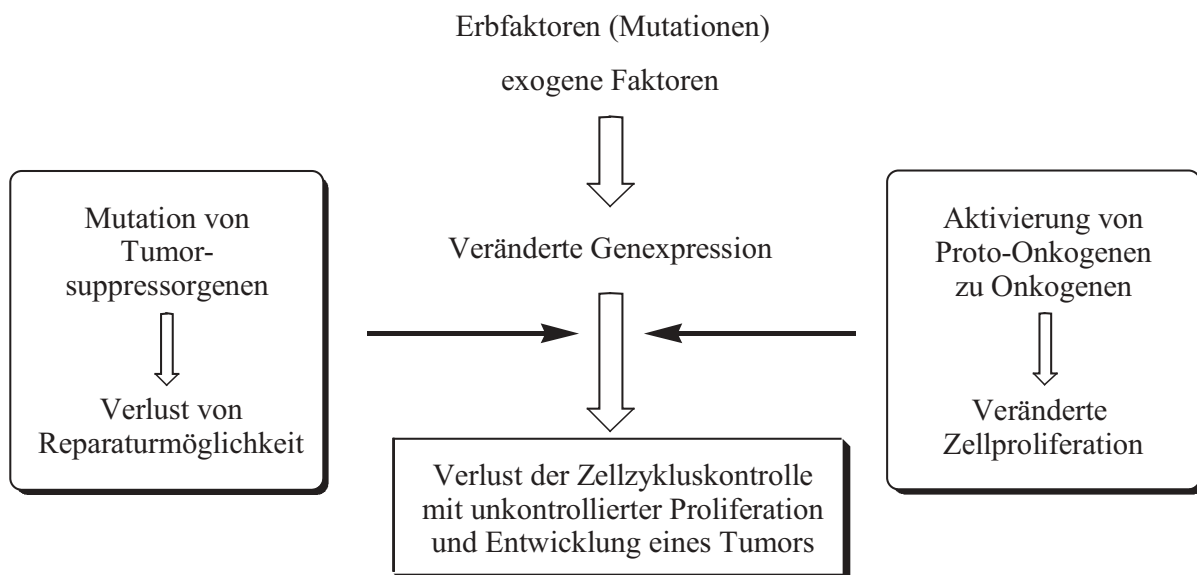 Erbfaktoren (Mutationen)
exogene Faktoren
Mutation von
Tumor-
suppressorgenen
Verlust von
Reparaturmöglichkeit
Veränderte Genexpression
Aktivierung von
Proto-Onkogenen
zu Onkogenen
Veränderte
Zellproliferation
Verlust der Zellzykluskontrolle
mit unkontrollierter Proliferation
und Entwicklung eines Tumors